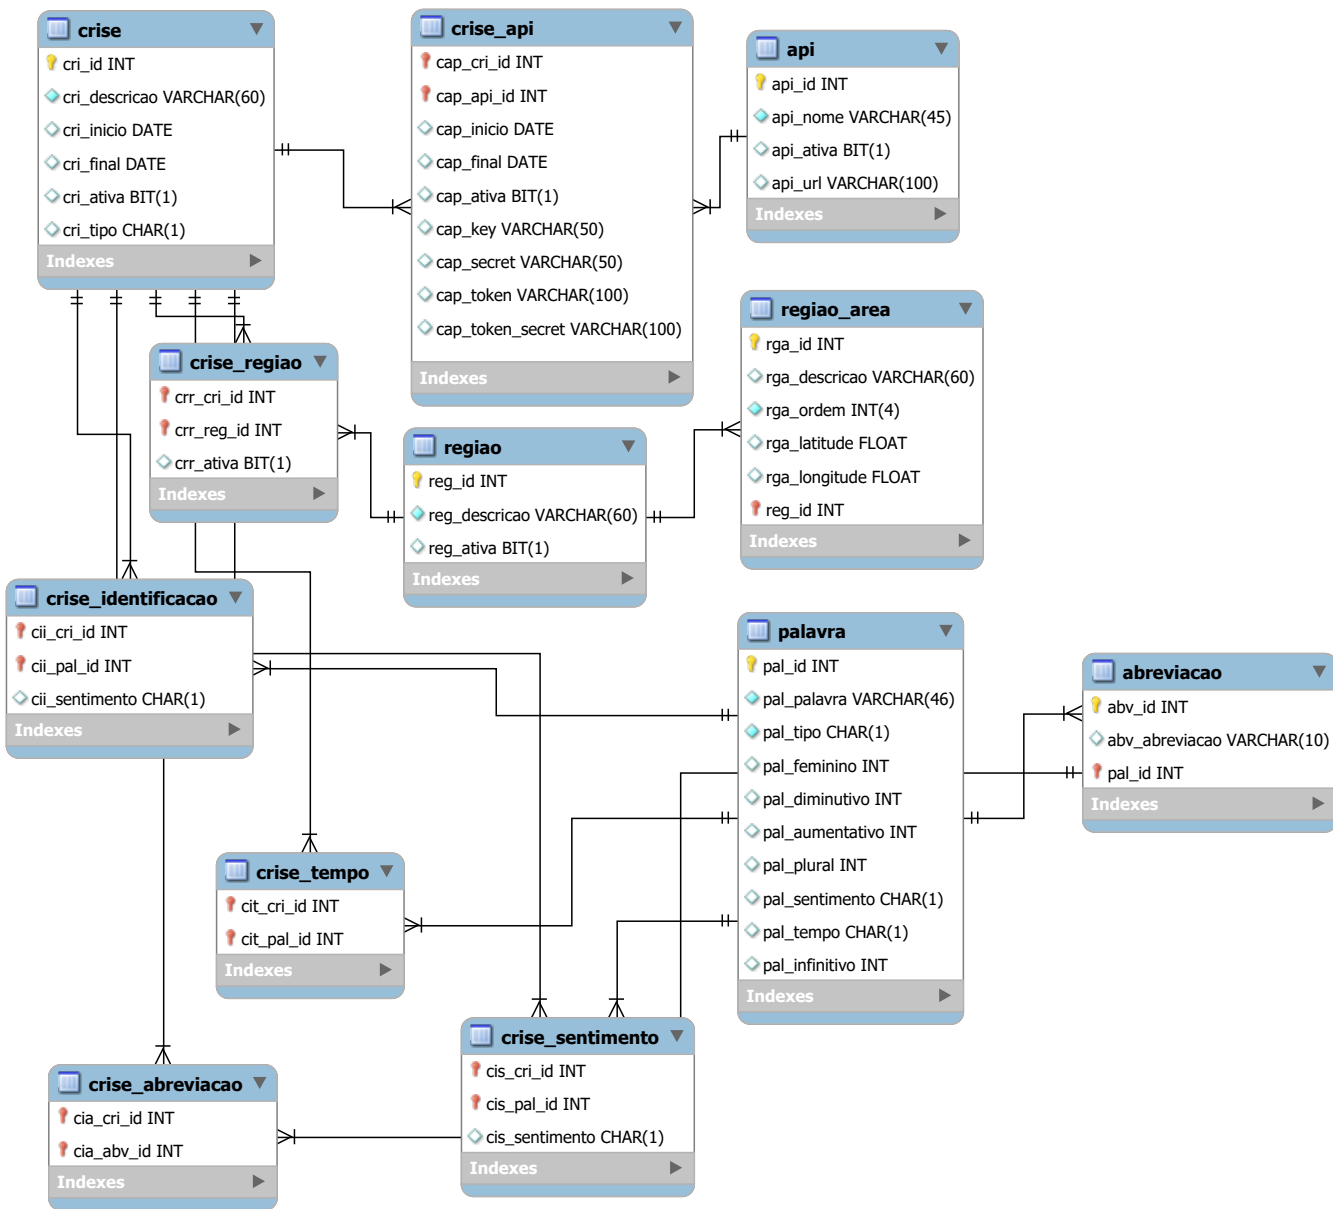 crise
cri_id INT
cri_descricao VARCHAR(60)
cri_inicio DATE
cri_final DATE
cri_ativa BIT(1)
cri_tipo CHAR(1)
Indexes
crise_api
cap_cri_id INT
cap_api_id INT
cap_inicio DATE
cap_final DATE
cap_ativa BIT(1)
cap_key VARCHAR(50)
cap_secret VARCHAR(50)
cap_token VARCHAR(100)
cap_token_secret VARCHAR(100)
Indexes
api
api_id INT
api_nome VARCHAR(45)
api_ativa BIT(1)
api_url VARCHAR(100)
Indexes
crise_regiao
crr_cri_id INT
crr_reg_id INT
crr_ativa BIT(1)
Indexes
regiao
reg_id INT
reg_descricao VARCHAR(60)
reg_ativa BIT(1)
Indexes
regiao_area
rga_id INT
rga_descricao VARCHAR(60)
rga_ordem INT(4)
rga_latitude FLOAT
rga_longitude FLOAT
reg_id INT
Indexes
crise_identificacao
cii_cri_id INT
cii_pal_id INT
cii_sentimento CHAR(1)
Indexes
palavra
pal_id INT
pal_palavra VARCHAR(46)
pal_tipo CHAR(1)
pal_feminino INT
pal_diminutivo INT
pal_aumentativo INT
pal_plural INT
pal_sentimento CHAR(1)
pal_tempo CHAR(1)
pal_infinitivo INT
Indexes
abreviacao
abv_id INT
abv_abreviacao VARCHAR(10)
pal_id INT
Indexes
crise_tempo
cit_cri_id INT
cit_pal_id INT
Indexes
crise_sentimento
cis_cri_id INT
cis_pal_id INT
cis_sentimento CHAR(1)
Indexes
crise_abreviacao
cia_cri_id INT
cia_abv_id INT
Indexes